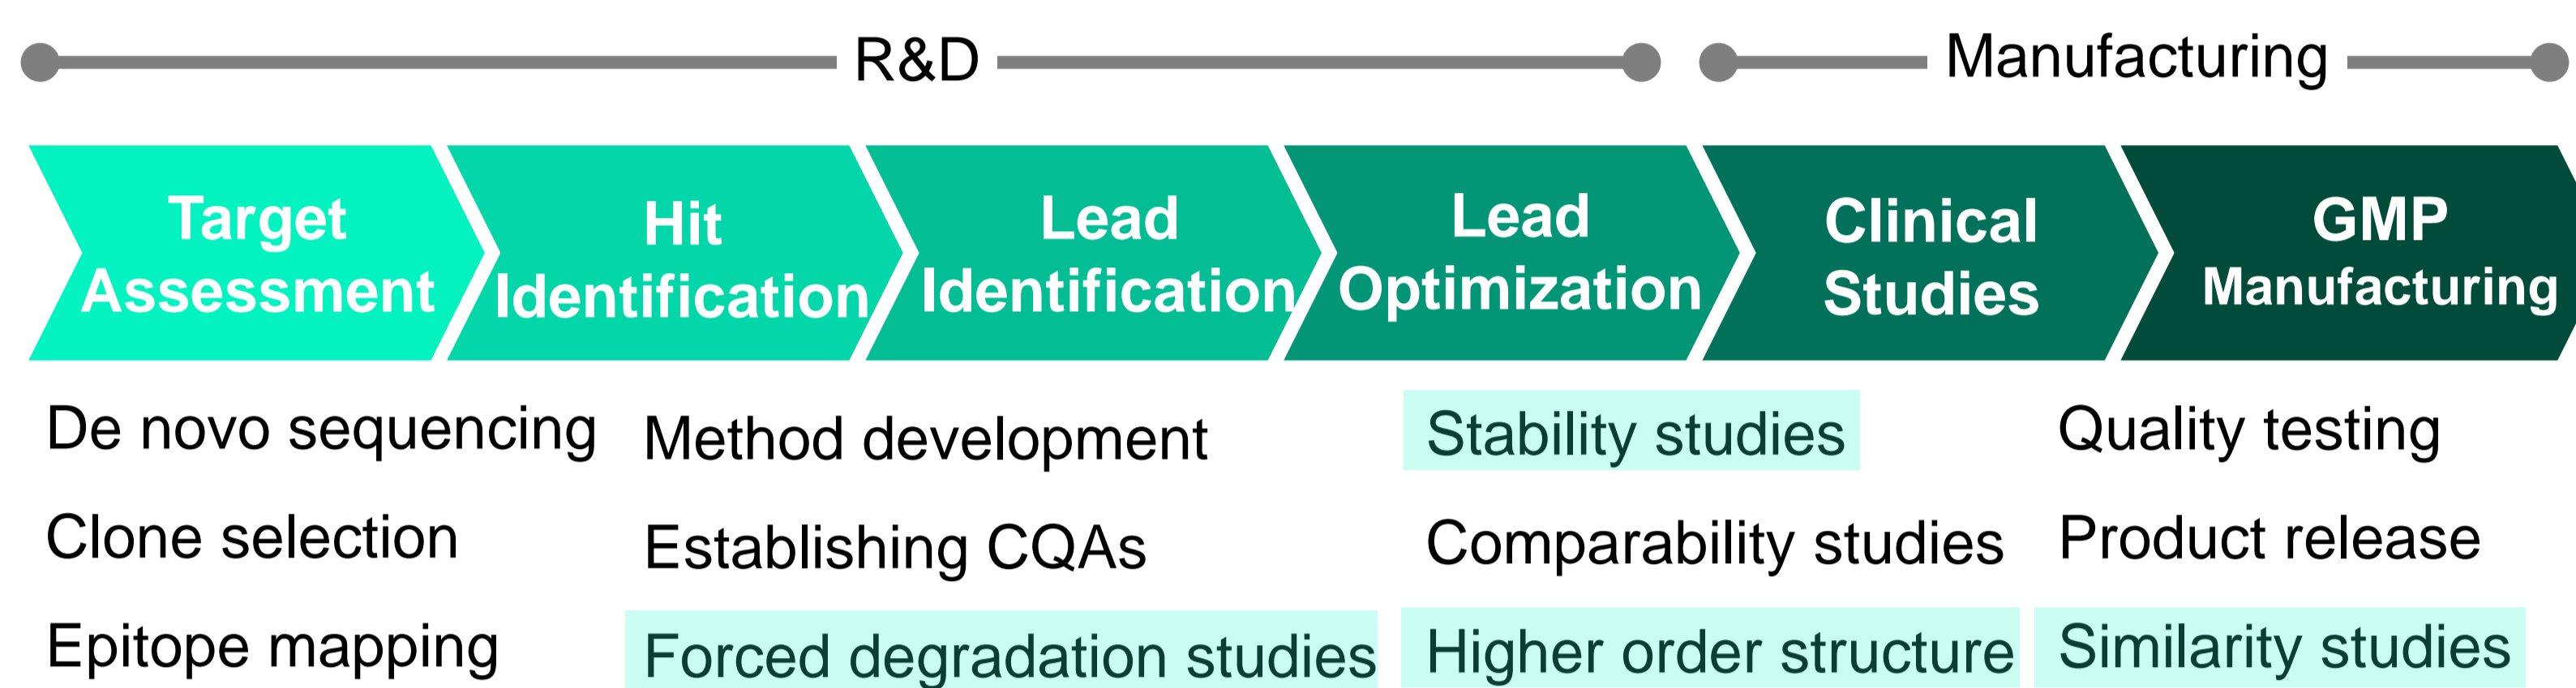 R&D
Manufacturing
Target
Assessment
Hit
Identification
Lead
Identification
Lead
Optimization
Clinical
Studies
GMP
Manufacturing
De novo sequencing
Clone selection
Epitope mapping
Method development
Establishing CQAs
Forced degradation studies
Stability studies
Comparability studies
Higher order structure
Quality testing
Product release
Similarity studies